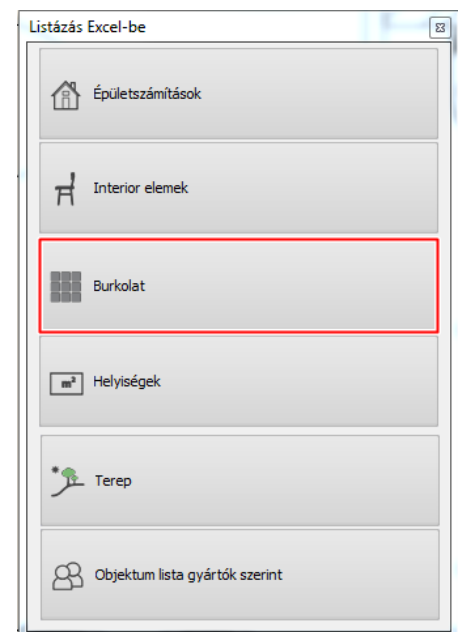 Listázás Excel-be
Épületszámítások
Interior elemek
Burkolat
m²
Helyiségek
Terep
Objektum lista gyártók szerint